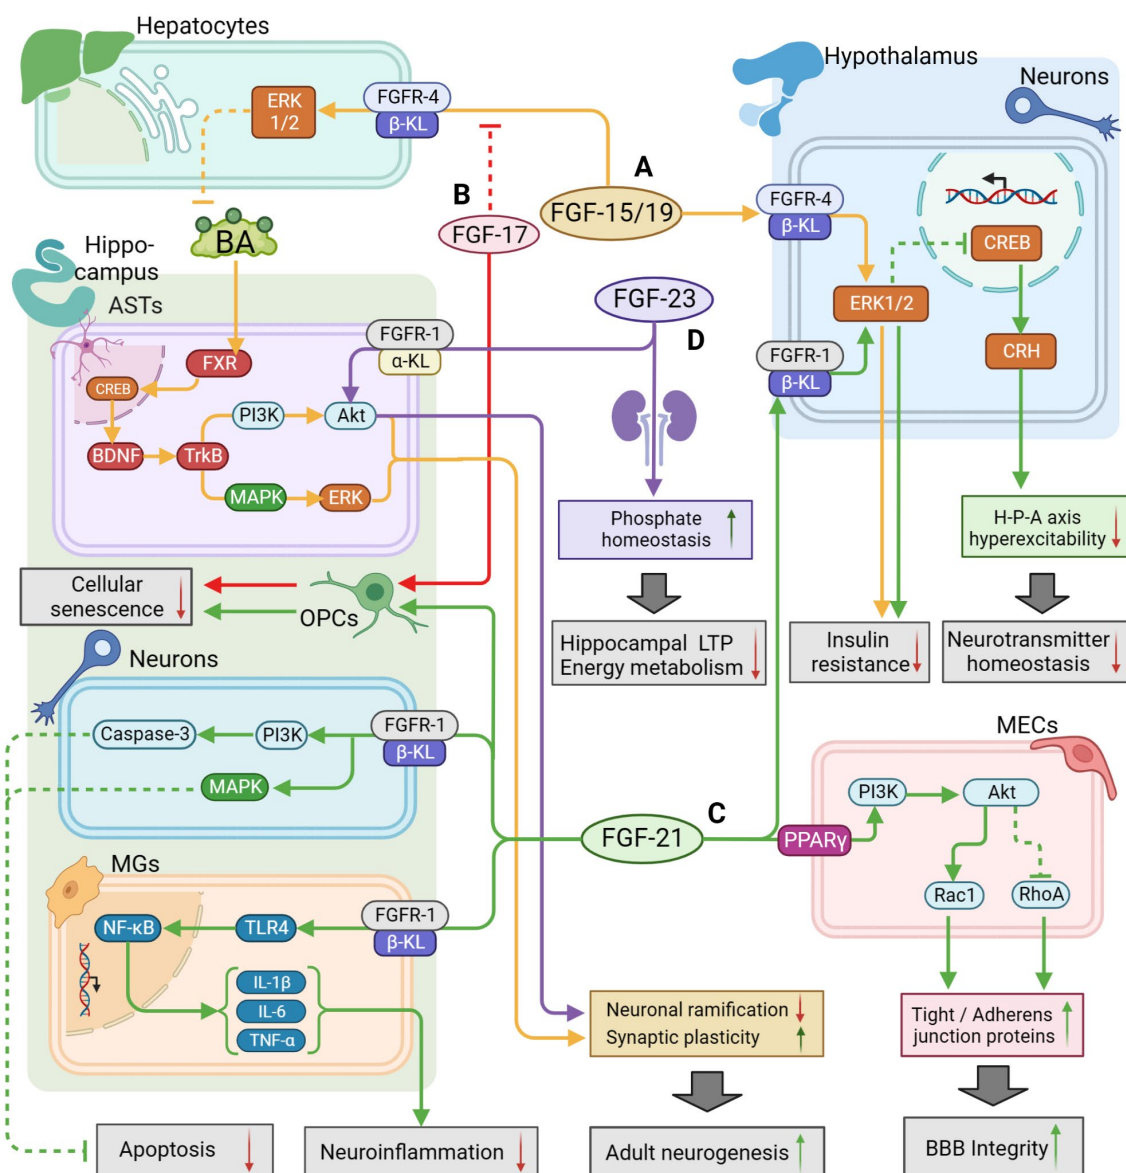 Hepatocytes
ERK
1/2
FGFR-4
β-KL
A
B
FGF-15/19
FGF-17
BA
Hypothalamus
Neurons
FGFR-4
β-KL
CREB
ERK1/2
FGFR-1
β-KL
CRH
Hippo-
campus
ASTs
FXR
CREB
BDNF
TrkB
PI3K
Akt
MAPK
ERK
FGFR-1
α-KL
FGF-23
D
Phosphate
homeostasis
Hippocampal LTP
Energy metabolism
H-P-A axis
hyperexcitability
Insulin
resistance
Neurotransmitter
homeostasis
Cellular
senescence
OPCs
Neurons
Caspase-3
PI3K
MAPK
FGFR-1
β-KL
C
FGF-21
MECs
PPARγ
PI3K
Akt
Rac1
RhoA
MGs
NF-κB
TLR4
FGFR-1
β-KL
IL-1β
IL-6
TNF-α
Neuronal ramification
Synaptic plasticity
Tight / Adherens
junction proteins
Apoptosis
Neuroinflammation
Adult neurogenesis
BBB Integrity